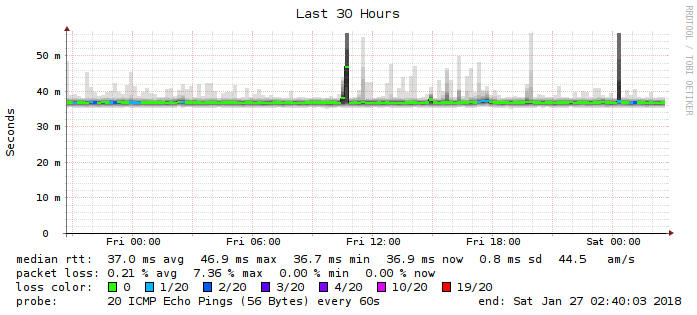 Last 30 Hours
RRDTOOL / TOBI OETIKER
Seconds
50 m
40 m
30 m
20 m
10 m
0
Fri 00:00 Fri 06:00 Fri 12:00 Fri 18:00 Sat 00:00
median rtt: 37.0 ms avg 46.9 ms max 36.7 ms min 36.9 ms now 0.8 ms sd 44.5 am/s
packet loss: 0.21 % avg 7.36 % max 0.00 % min 0.00 % now
loss color: 0 1/20 2/20 3/20 4/20 10/20 19/20
probe: 20 ICMP Echo Pings (56 Bytes) every 60s end: Sat Jan 27 02:40:03 2018